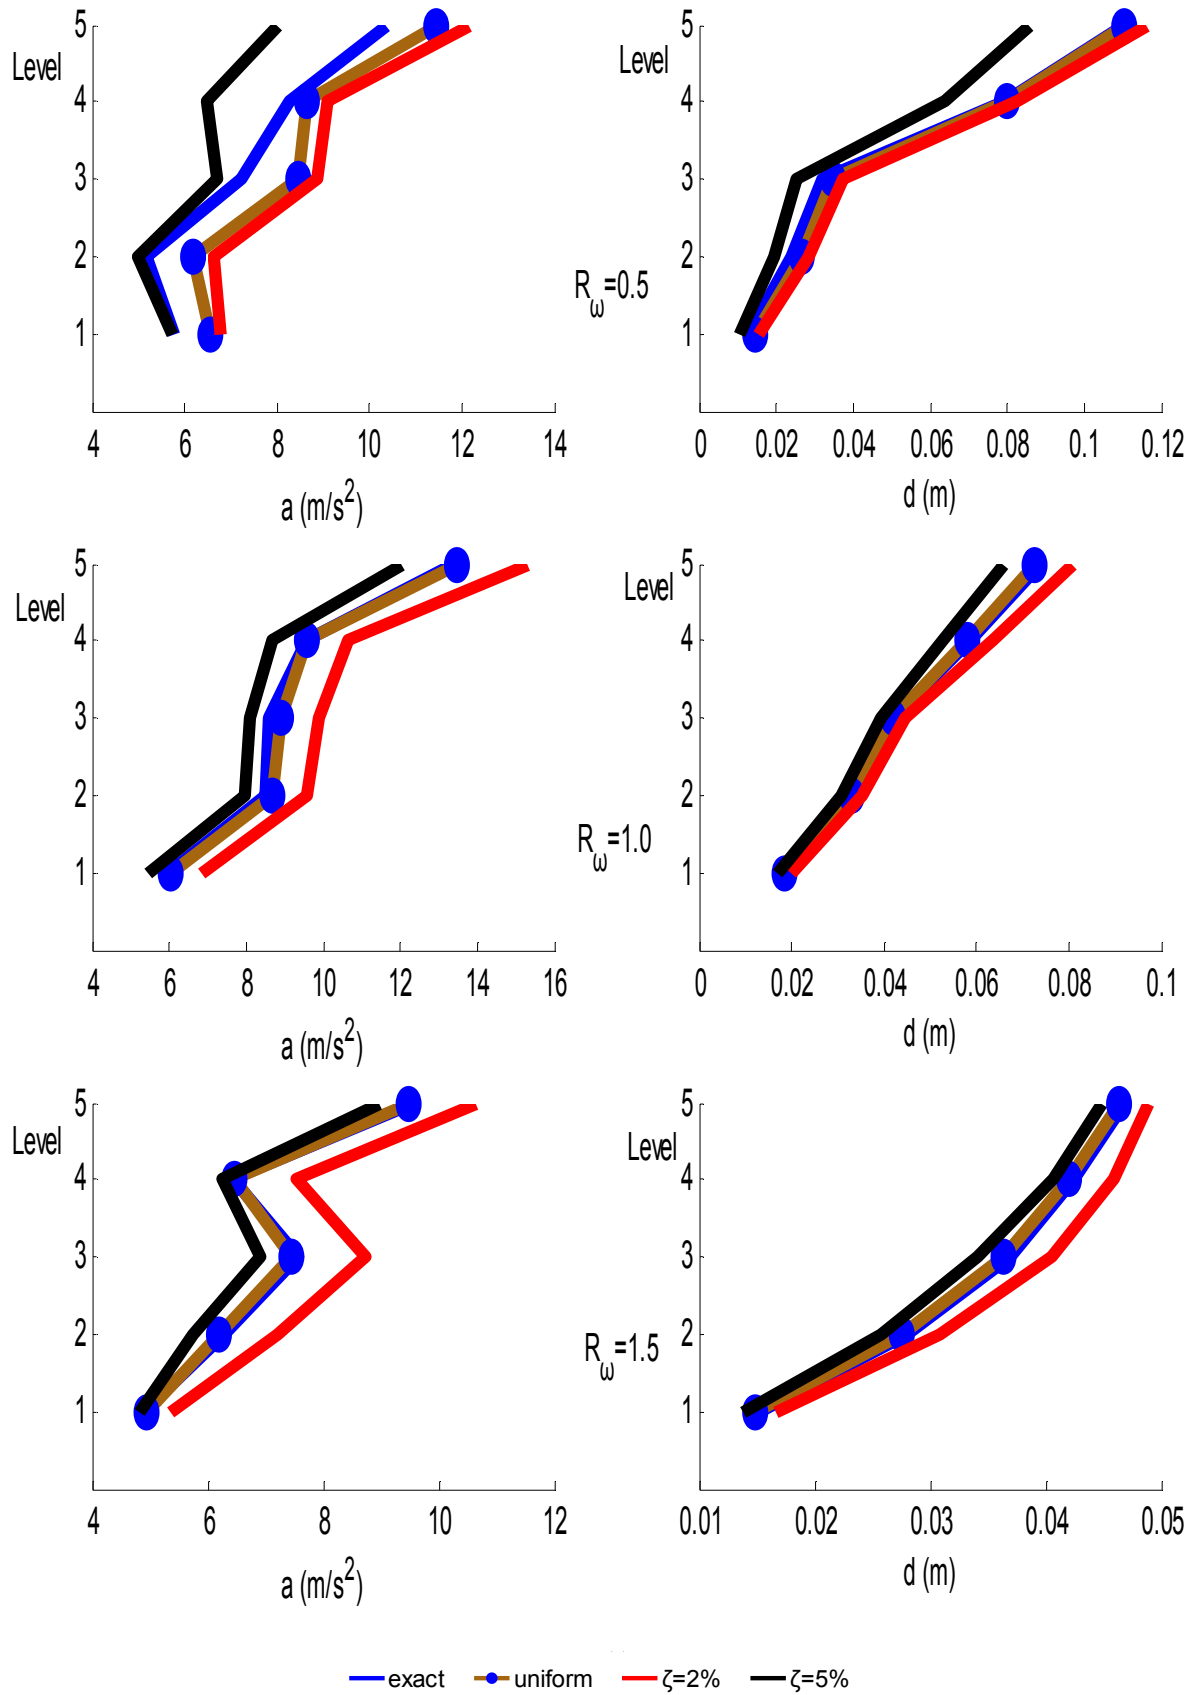 5
Level
4
3
2
1
4 6 8 10 12 14
a (m/s²)
5
Level
4
3
2
1
0 0.02 0.04 0.06 0.08 0.1 0.12
d (m)
R_ω=0.5
5
Level
4
3
2
1
4 6 8 10 12 14 16
a (m/s²)
5
Level
4
3
2
1
0 0.02 0.04 0.06 0.08 0.1
d (m)
R_ω=1.0
5
Level
4
3
2
1
4 6 8 10 12
a (m/s²)
5
Level
4
3
2
1
0.01 0.02 0.03 0.04 0.05
d (m)
R_ω=1.5
exact uniform ζ=2% ζ=5%